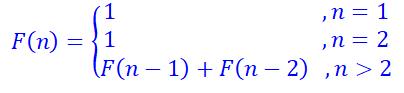 1 , n = 1
F(n) = { 1 , n = 2
F(n − 1) + F(n − 2) , n > 2